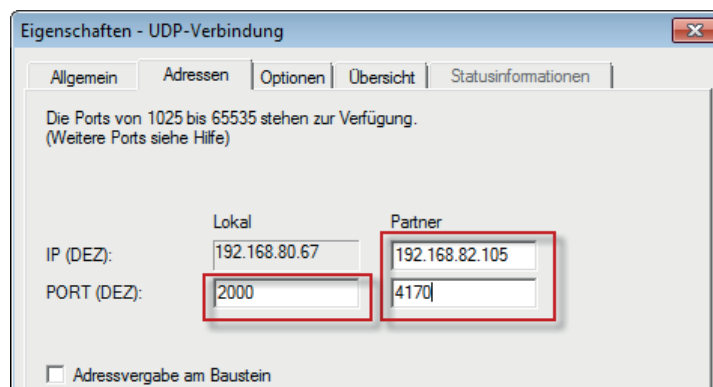 Eigenschaften - UDP-Verbindung
Allgemein Adressen Optionen Übersicht Statusinformationen
Die Ports von 1025 bis 65535 stehen zur Verfügung.
(Weitere Ports siehe Hilfe)
Lokal Partner
IP (DEZ): 192.168.80.67 192.168.82.105
PORT (DEZ): 2000 4170
Adressvergabe am Baustein